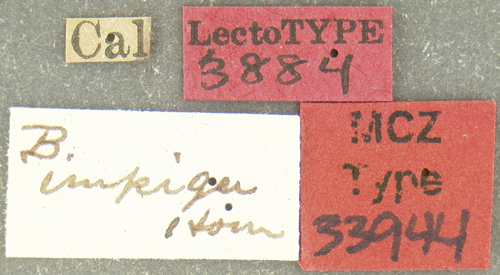 Cal
LectoTYPE
3884
B.
impiger
Horn
MCZ
Type
33944